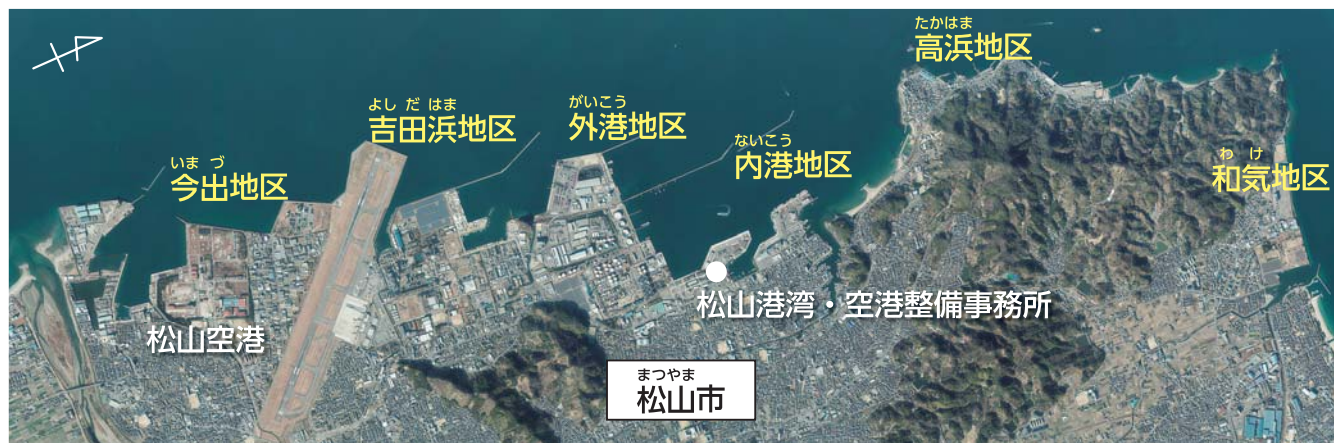 たかはま
高浜地区
よし だ はま
吉田浜地区
がいこう
外港地区
ないこう
内港地区
いま づ
今出地区
わ け
和気地区
松山港湾・空港整備事務所
松山空港
まつやま
松山市